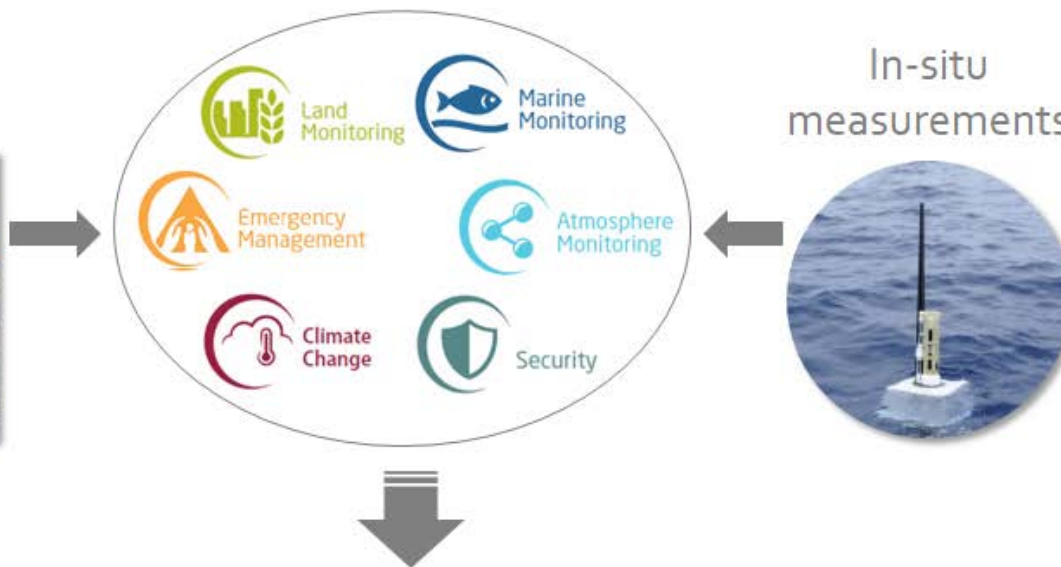 In-situ
measurements
Land
Monitoring
Marine
Monitoring
Emergency
Management
Atmosphere
Monitoring
Climate
Change
Security